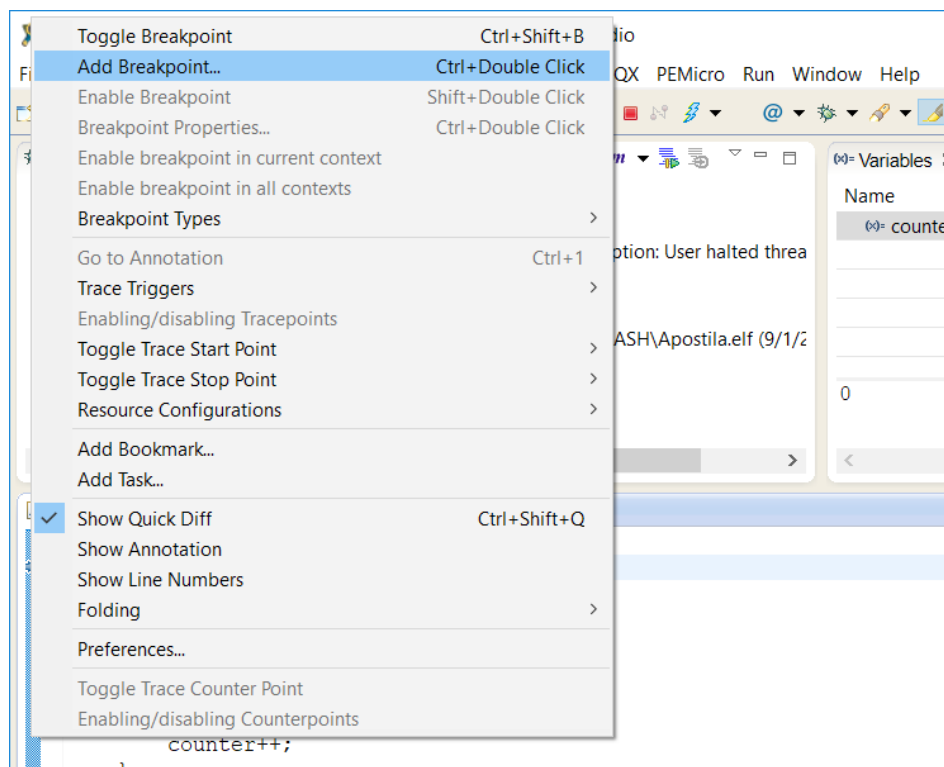 Toggle Breakpoint Ctrl+Shift+B
Add Breakpoint... Ctrl+Double Click
QX PEMicro Run Window Help
Enable Breakpoint Shift+Double Click
Breakpoint Properties... Ctrl+Double Click
Enable breakpoint in current context
Enable breakpoint in all contexts
Breakpoint Types
Go to Annotation Ctrl+1
Trace Triggers
Enabling/disabling Tracepoints
Toggle Trace Start Point
Toggle Trace Stop Point
Resource Configurations
Add Bookmark...
Add Task...
Show Quick Diff Ctrl+Shift+Q
Show Annotation
Show Line Numbers
Folding
Preferences...
Toggle Trace Counter Point
Enabling/disabling Counterpoints
(x)= Variables
Name
(x)= counte
ption: User halted threa
ASH\Apostila.elf (9/1/2
0
counter++;
}